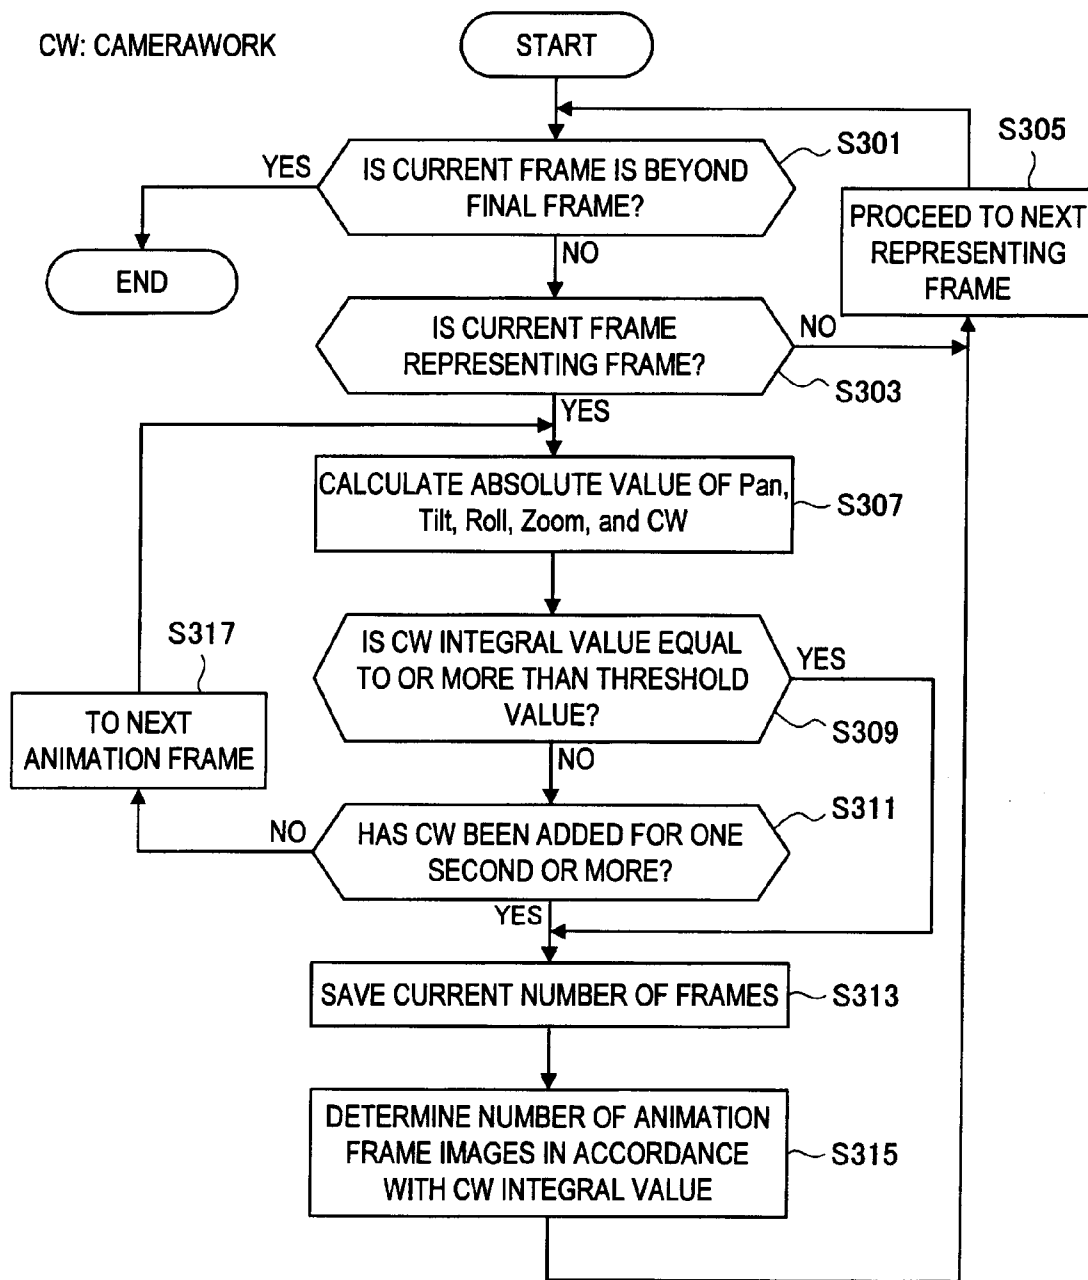 CW: CAMERAWORK
START
S301
S305
YES
IS CURRENT FRAME IS BEYOND
FINAL FRAME?
PROCEED TO NEXT
REPRESENTING
FRAME
END
NO
IS CURRENT FRAME
REPRESENTING FRAME?
NO
S303
YES
CALCULATE ABSOLUTE VALUE OF Pan,
Tilt, Roll, Zoom, and CW
S307
S317
IS CW INTEGRAL VALUE EQUAL
TO OR MORE THAN THRESHOLD
VALUE?
YES
S309
TO NEXT
ANIMATION FRAME
NO
S311
NO
HAS CW BEEN ADDED FOR ONE
SECOND OR MORE?
YES
SAVE CURRENT NUMBER OF FRAMES
S313
DETERMINE NUMBER OF ANIMATION
FRAME IMAGES IN ACCORDANCE
WITH CW INTEGRAL VALUE
S315